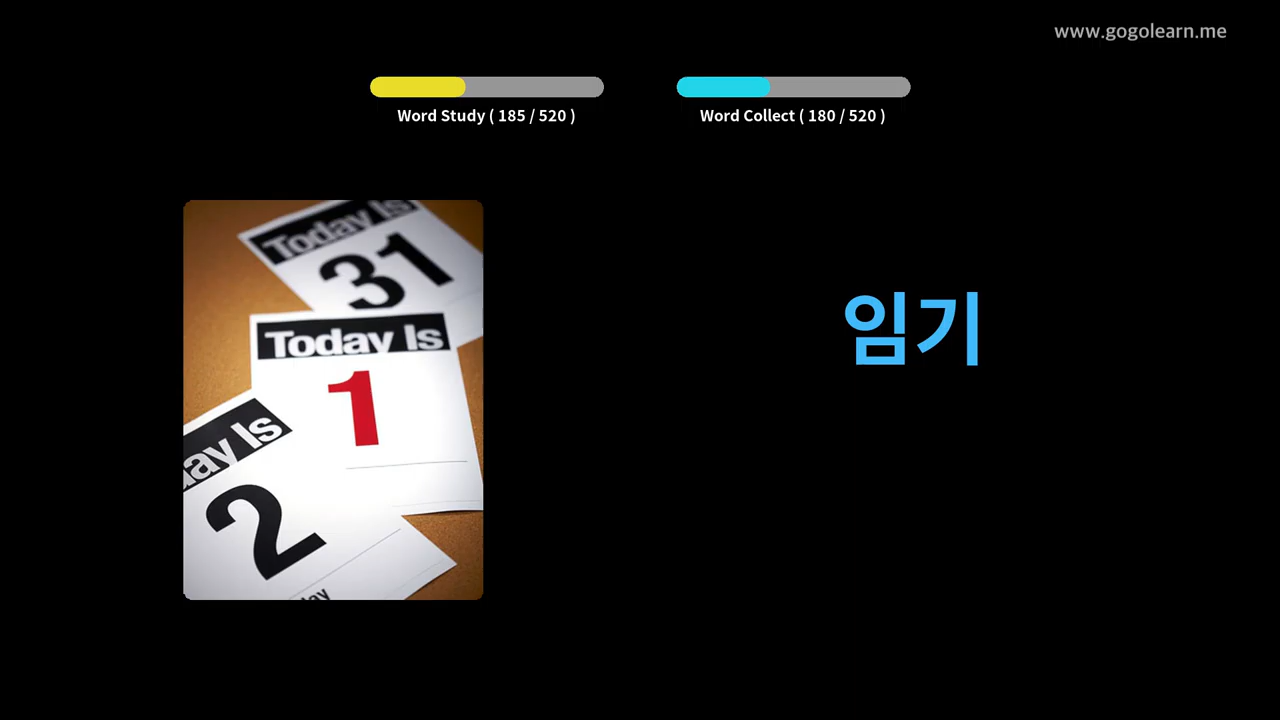 www.gogolearn.me
Word Study ( 185 / 520 )
Word Collect ( 180 / 520 )
Today Is
31
Today Is
1
day Is
2
임기